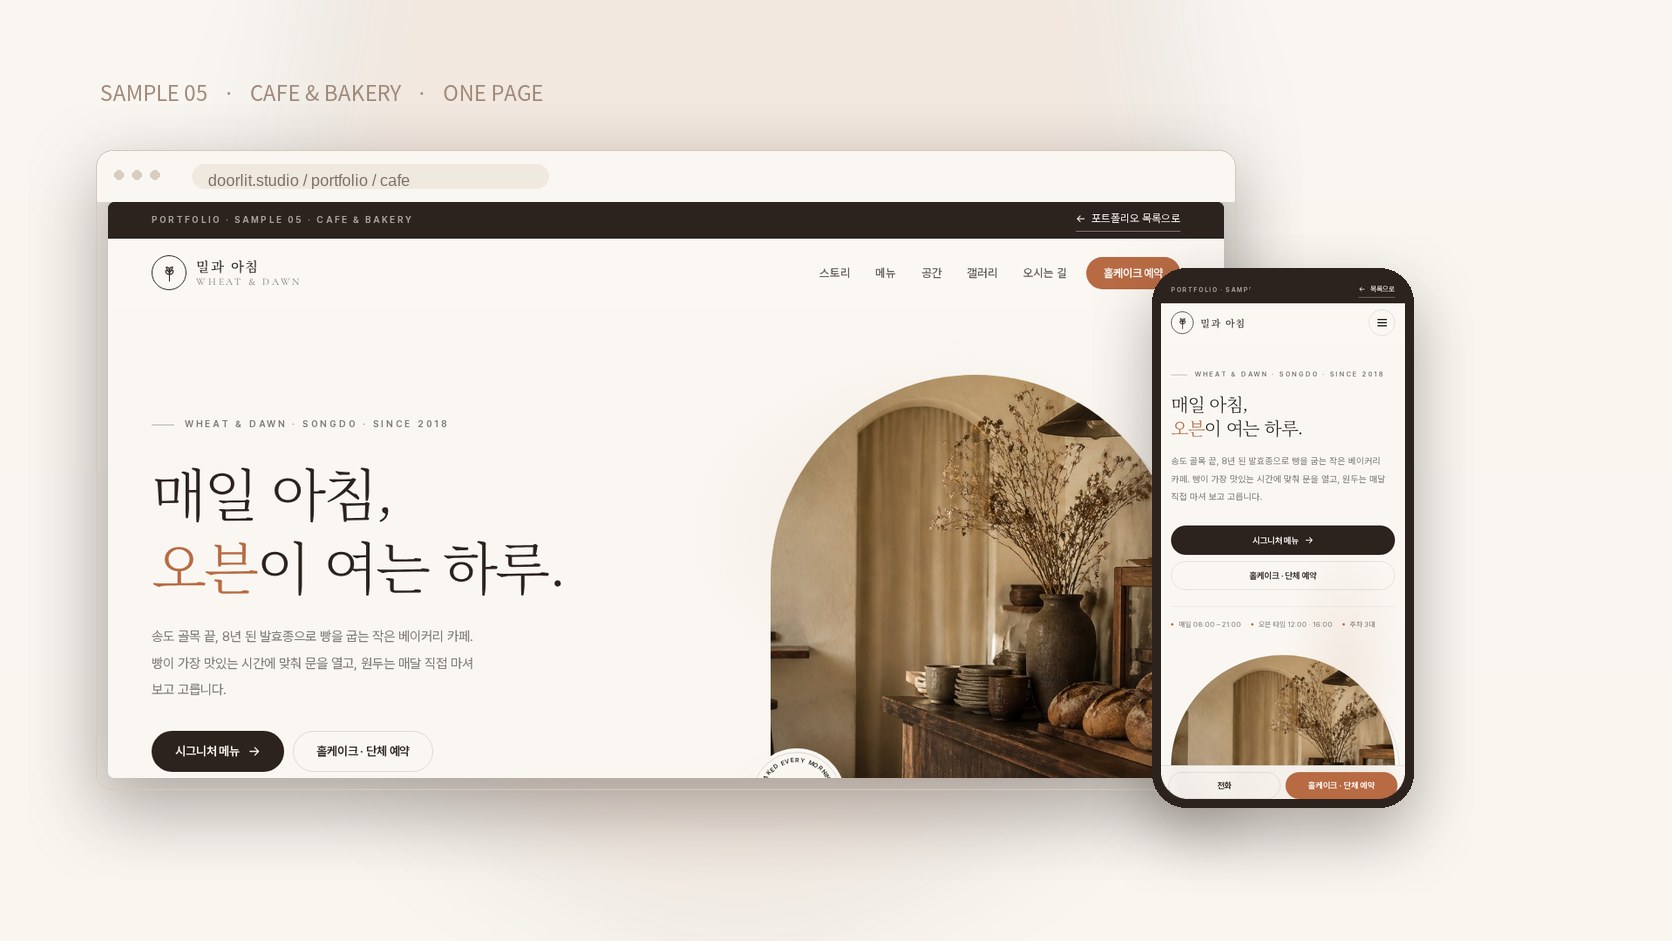 SAMPLE 05 · CAFE & BAKERY · ONE PAGE
doorlit.studio / portfolio / cafe
PORTFOLIO · SAMPLE 05 · CAFE & BAKERY
← 포트폴리오 목록으로
밀과 아침
WHEAT & DAWN
스토리 메뉴 공간 갤러리 오시는 길 홀케이크 예약
WHEAT & DAWN · SONGDO · SINCE 2018
매일 아침,
오븐이 여는 하루.
송도 골목 끝, 8년 된 발효종으로 빵을 굽는 작은 베이커리 카페.
빵이 가장 맛있는 시간에 맞춰 문을 열고, 원두는 매달 직접 마셔
보고 고릅니다.
시그니처 메뉴 →
홀케이크 · 단체 예약
EVERY
PORTFOLIO ·
← 목록으로
밀과 아침
WHEAT & DAWN · SONGDO · SINCE 2018
매일 아침,
오븐이 여는 하루.
송도 골목 끝, 8년 된 발효종으로 빵을 굽는 작은 베이커리
카페. 빵이 가장 맛있는 시간에 맞춰 문을 열고, 원두는 매달
직접 마셔 보고 고릅니다.
시그니처 메뉴 →
홀케이크 · 단체 예약
• 매일 08:00 – 21:00 • 오븐 타임 12:00 · 16:00 • 주차 3대
전화
홀케이크 · 단체 예약